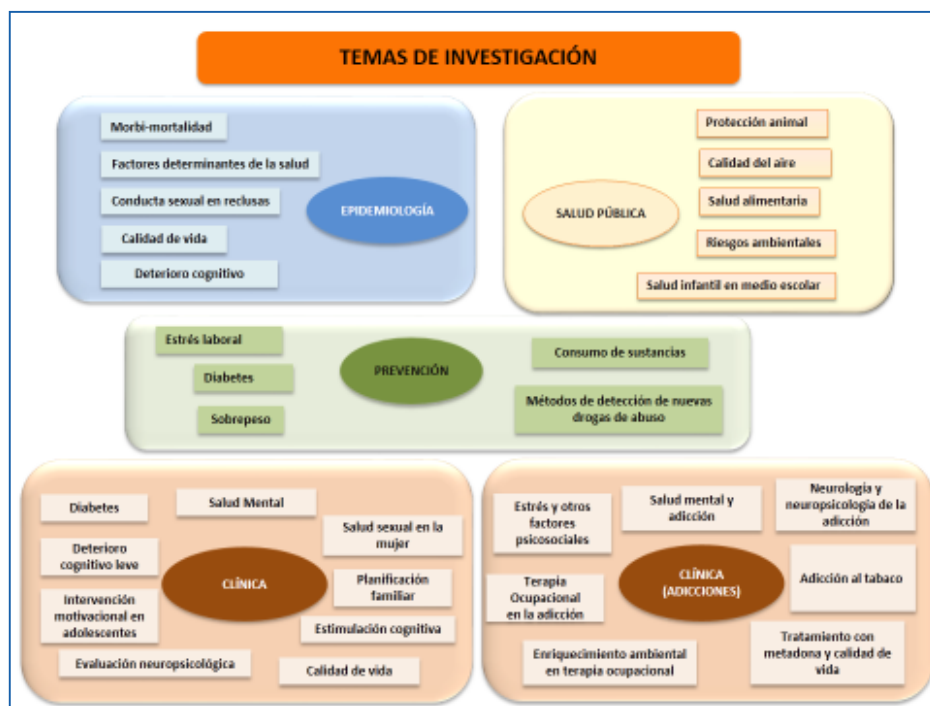 TEMAS DE INVESTIGACIÓN
Morbi-mortalidad
Factores determinantes de la salud
Conducta sexual en reclusas
Calidad de vida
Deterioro cognitivo
EPIDEMIOLOGÍA
Protección animal
Calidad del aire
Salud alimentaria
Riesgos ambientales
Salud infantil en medio escolar
SALUD PÚBLICA
Estrés laboral
Diabetes
Sobrepeso
PREVENCIÓN
Consumo de sustancias
Métodos de detección de nuevas
drogas de abuso
Diabetes
Salud Mental
Salud sexual en la
mujer
Deterioro
cognitivo leve
CLÍNICA
Planificación
familiar
Intervención
motivacional en
adolescentes
Estimulación cognitiva
Evaluación neuropsicológica
Calidad de vida
Estrés y otros
factores
psicosociales
Salud mental y
adicción
Neurología y
neuropsicología de la
adicción
Terapia
Ocupacional
en la adicción
CLÍNICA
(ADICCIONES)
Adicción al tabaco
Enriquecimiento ambiental
en terapia ocupacional
Tratamiento con
metadona y calidad de
vida